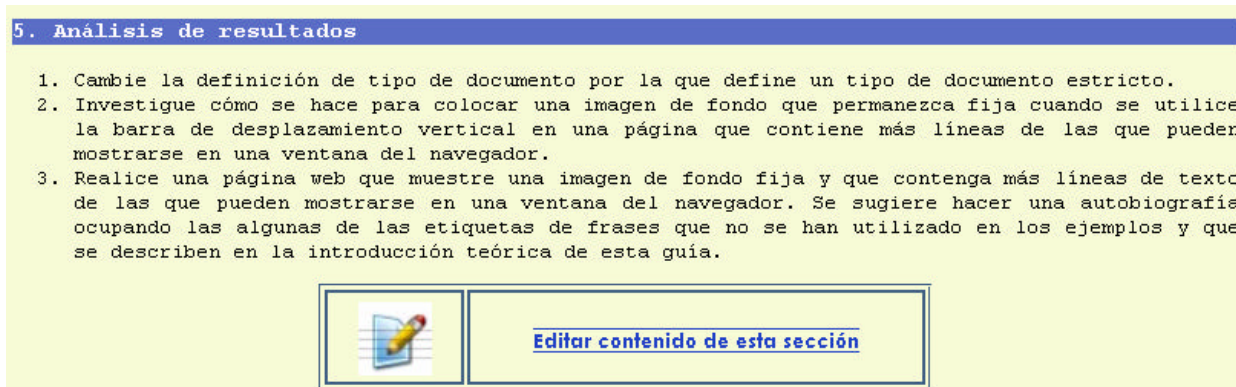 5. Análisis de resultados
1. Cambie la definición de tipo de documento por la que define un tipo de documento estricto.
2. Investigue cómo se hace para colocar una imagen de fondo que permanezca fija cuando se utilice
la barra de desplazamiento vertical en una página que contiene más líneas de las que pueden
mostrarse en una ventana del navegador.
3. Realice una página web que muestre una imagen de fondo fija y que contenga más líneas de texto
de las que pueden mostrarse en una ventana del navegador. Se sugiere hacer una autobiografía
ocupando las algunas de las etiquetas de frases que no se han utilizado en los ejemplos y que
se describen en la introducción teórica de esta guía.
Editar contenido de esta sección